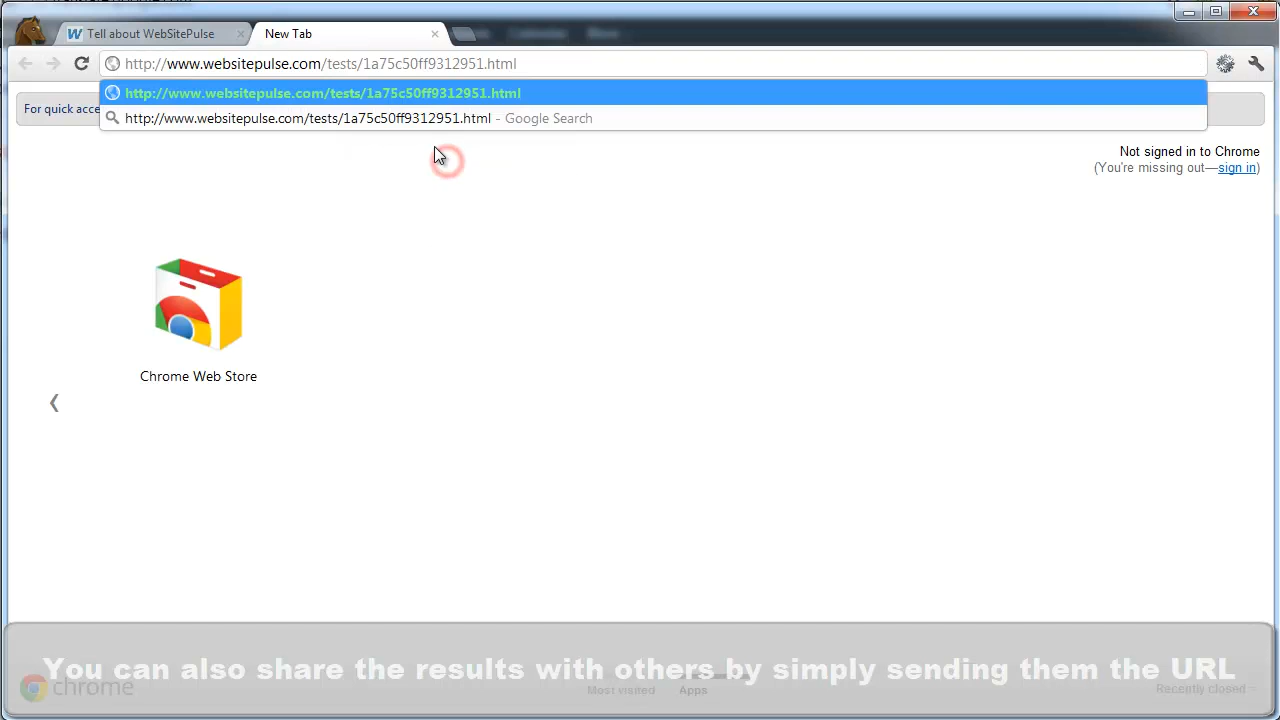 Tell about WebSitePulse
New Tab
http://www.websitepulse.com/tests/1a75c50ff9312951.html
http://www.websitepulse.com/tests/1a75c50ff9312951.html
For quick acce
http://www.websitepulse.com/tests/1a75c50ff9312951.html - Google Search
Not signed in to Chrome
(You're missing out—sign in)
Chrome Web Store
You can also share the results with others by simply sending them the URL
chrome
Most visited
Apps
Recently closed